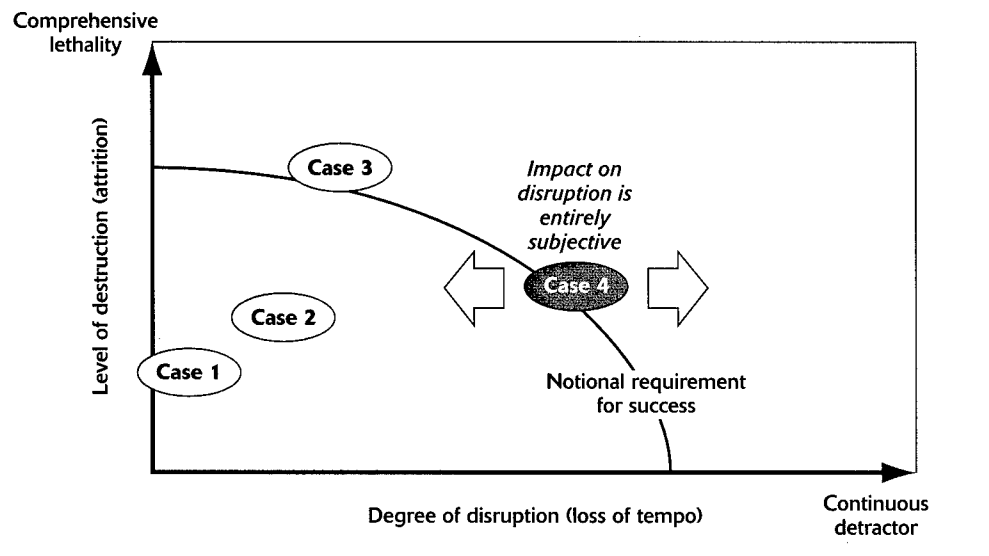 Comprehensive
lethality
Level of destruction (attrition)
Case 3
Impact on
disruption is
entirely
subjective
Case 4
Case 2
Case 1
Notional requirement
for success
Degree of disruption (loss of tempo)
Continuous
detractor